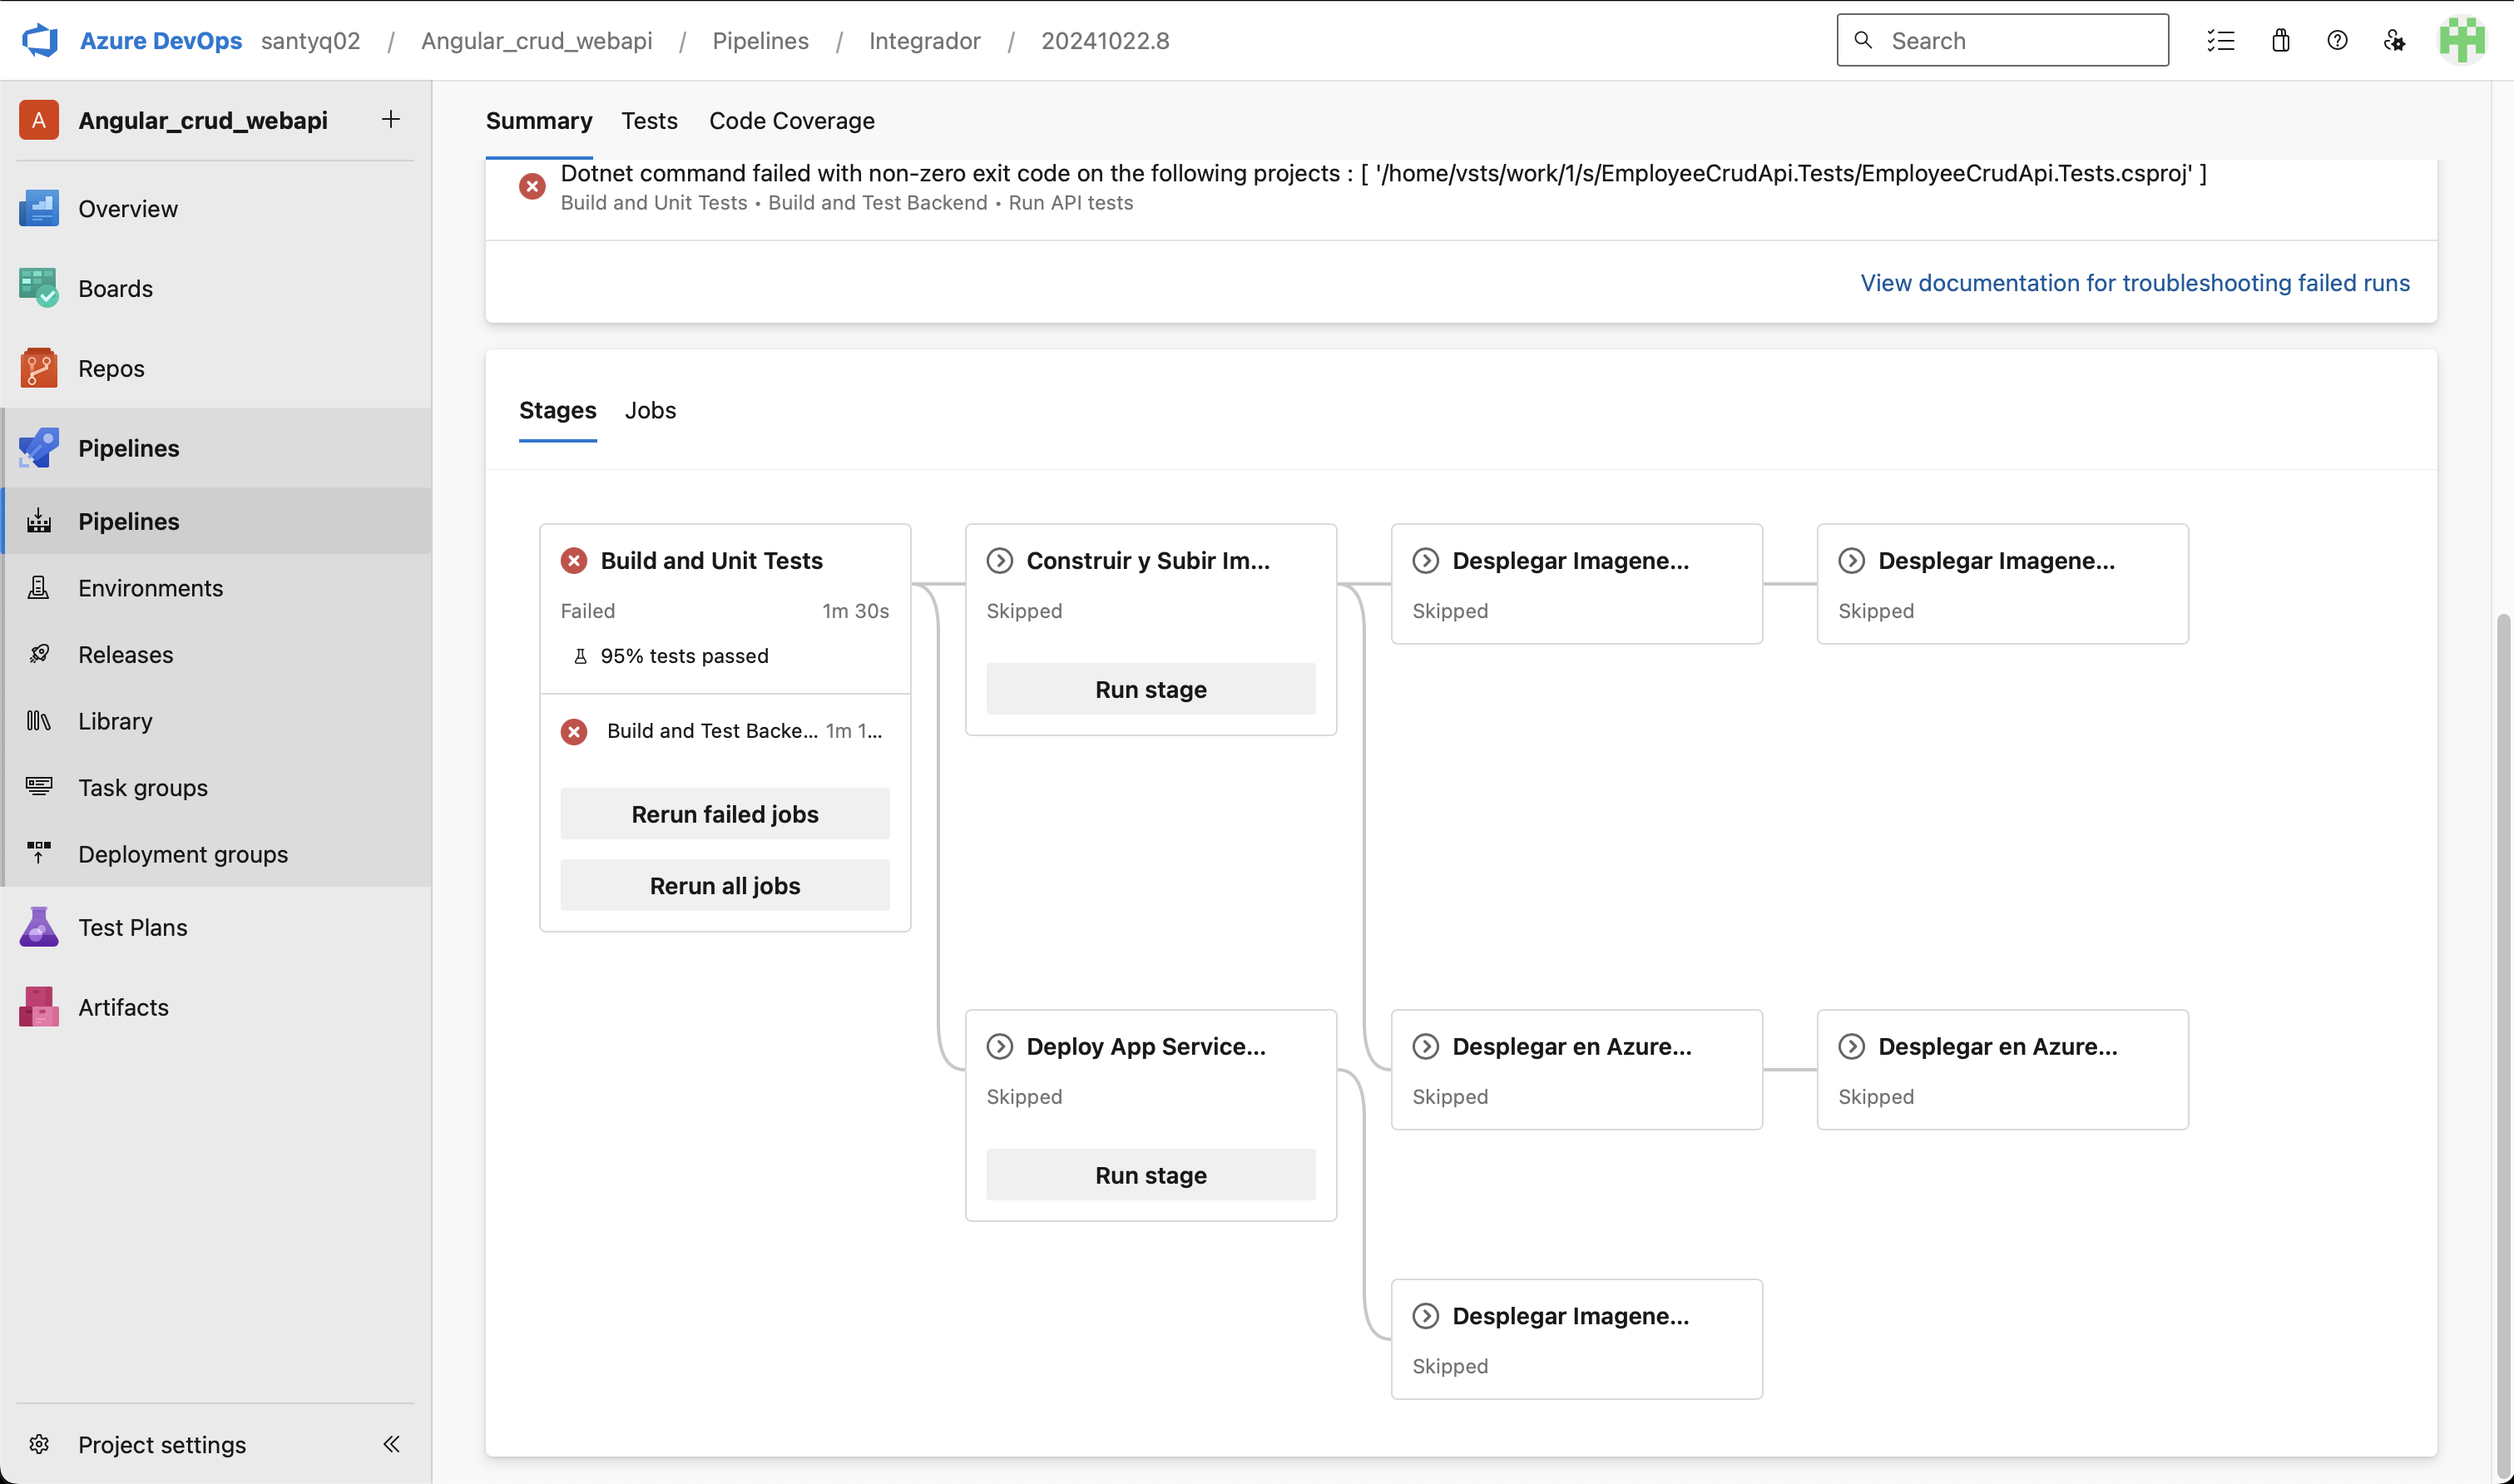 Azure DevOps santyq02 / Angular_crud_webapi / Pipelines / Integrador / 20241022.8
Search
A Angular_crud_webapi
Overview
Boards
Repos
Pipelines
Pipelines
Environments
Releases
Library
Task groups
Deployment groups
Test Plans
Artifacts
Project settings
Summary Tests Code Coverage
Dotnet command failed with non-zero exit code on the following projects : [ '/home/vsts/work/1/s/EmployeeCrudApi.Tests/EmployeeCrudApi.Tests.csproj' ]
Build and Unit Tests • Build and Test Backend • Run API tests
View documentation for troubleshooting failed runs
Stages Jobs
Build and Unit Tests
Failed 1m 30s
95% tests passed
Build and Test Backe... 1m 1...
Rerun failed jobs
Rerun all jobs
Construir y Subir Im...
Skipped
Run stage
Desplegar Imagene...
Skipped
Desplegar Imagene...
Skipped
Deploy App Service...
Skipped
Run stage
Desplegar en Azure...
Skipped
Desplegar en Azure...
Skipped
Desplegar Imagene...
Skipped